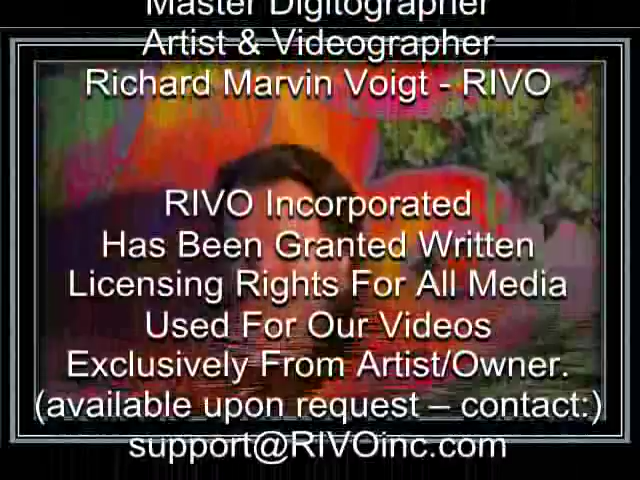 Master Digitographer
Artist & Videographer
Richard Marvin Voigt - RIVO
RIVO Incorporated
Has Been Granted Written
Licensing Rights For All Media
Used For Our Videos
Exclusively From Artist/Owner.
(available upon request – contact:)
support@RIVOinc.com